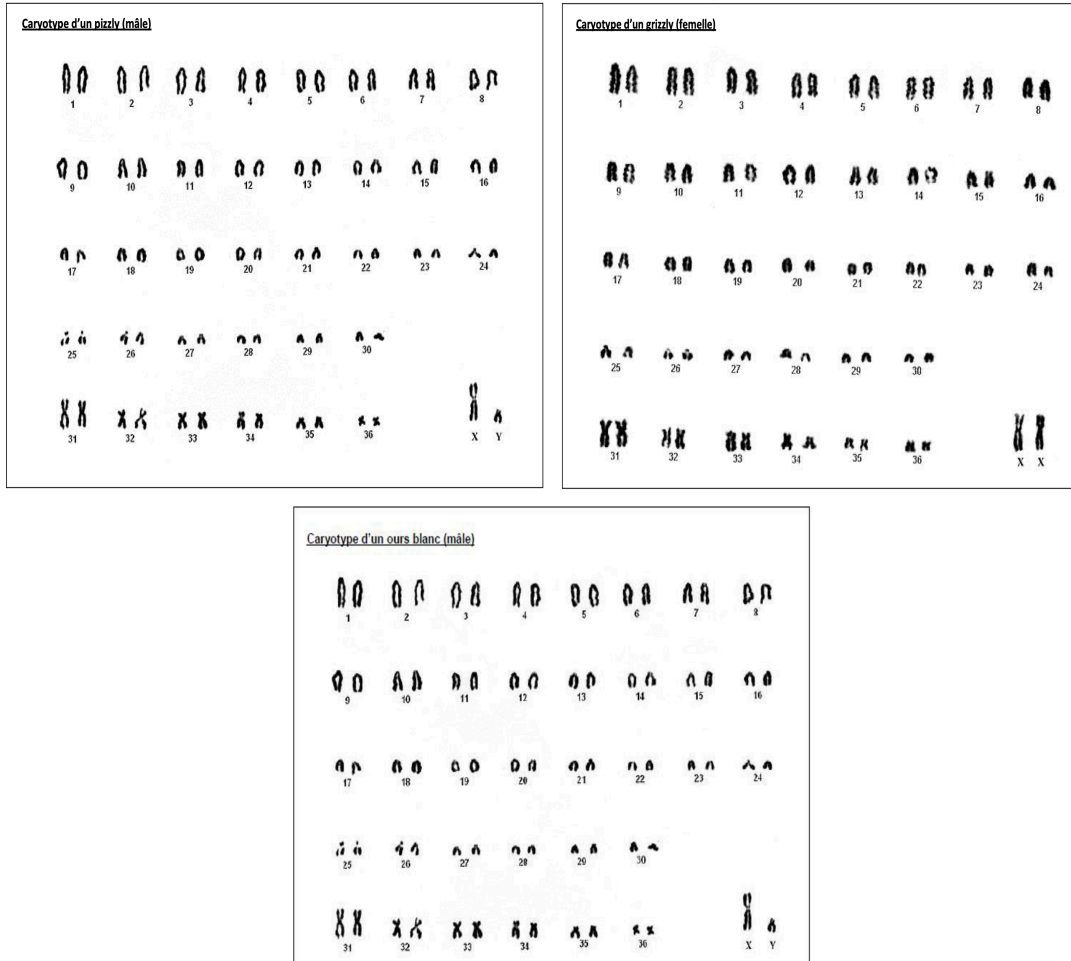 Caryotype d'un pizzly (mâle)
1 2 3 4 5 6 7 8
9 10 11 12 13 14 15 16
17 18 19 20 21 22 23 24
25 26 27 28 29 30
31 32 33 34 35 36 X Y
Caryotype d'un grizzly (femelle)
1 2 3 4 5 6 7 8
9 10 11 12 13 14 15 16
17 18 19 20 21 22 23 24
25 26 27 28 29 30
31 32 33 34 35 36 X X
Caryotype d'un ours blanc (mâle)
1 2 3 4 5 6 7 8
9 10 11 12 13 14 15 16
17 18 19 20 21 22 23 24
25 26 27 28 29 30
31 32 33 34 35 36 X Y